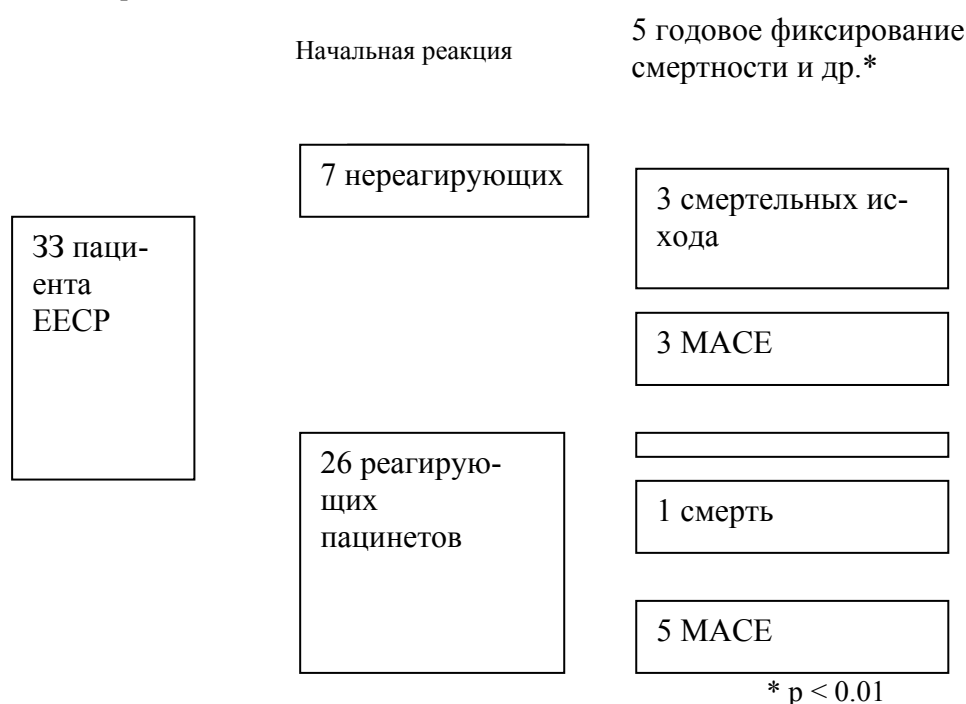 Начальная реакция
5 годовое фиксирование
смертности и др.*
7 нереагирующих
3 смертельных ис-
хода
33 паци-
ента
EECP
3 MACE
26 реагирую-
щих
пацинетов
1 смерть
5 MACE
* p < 0.01